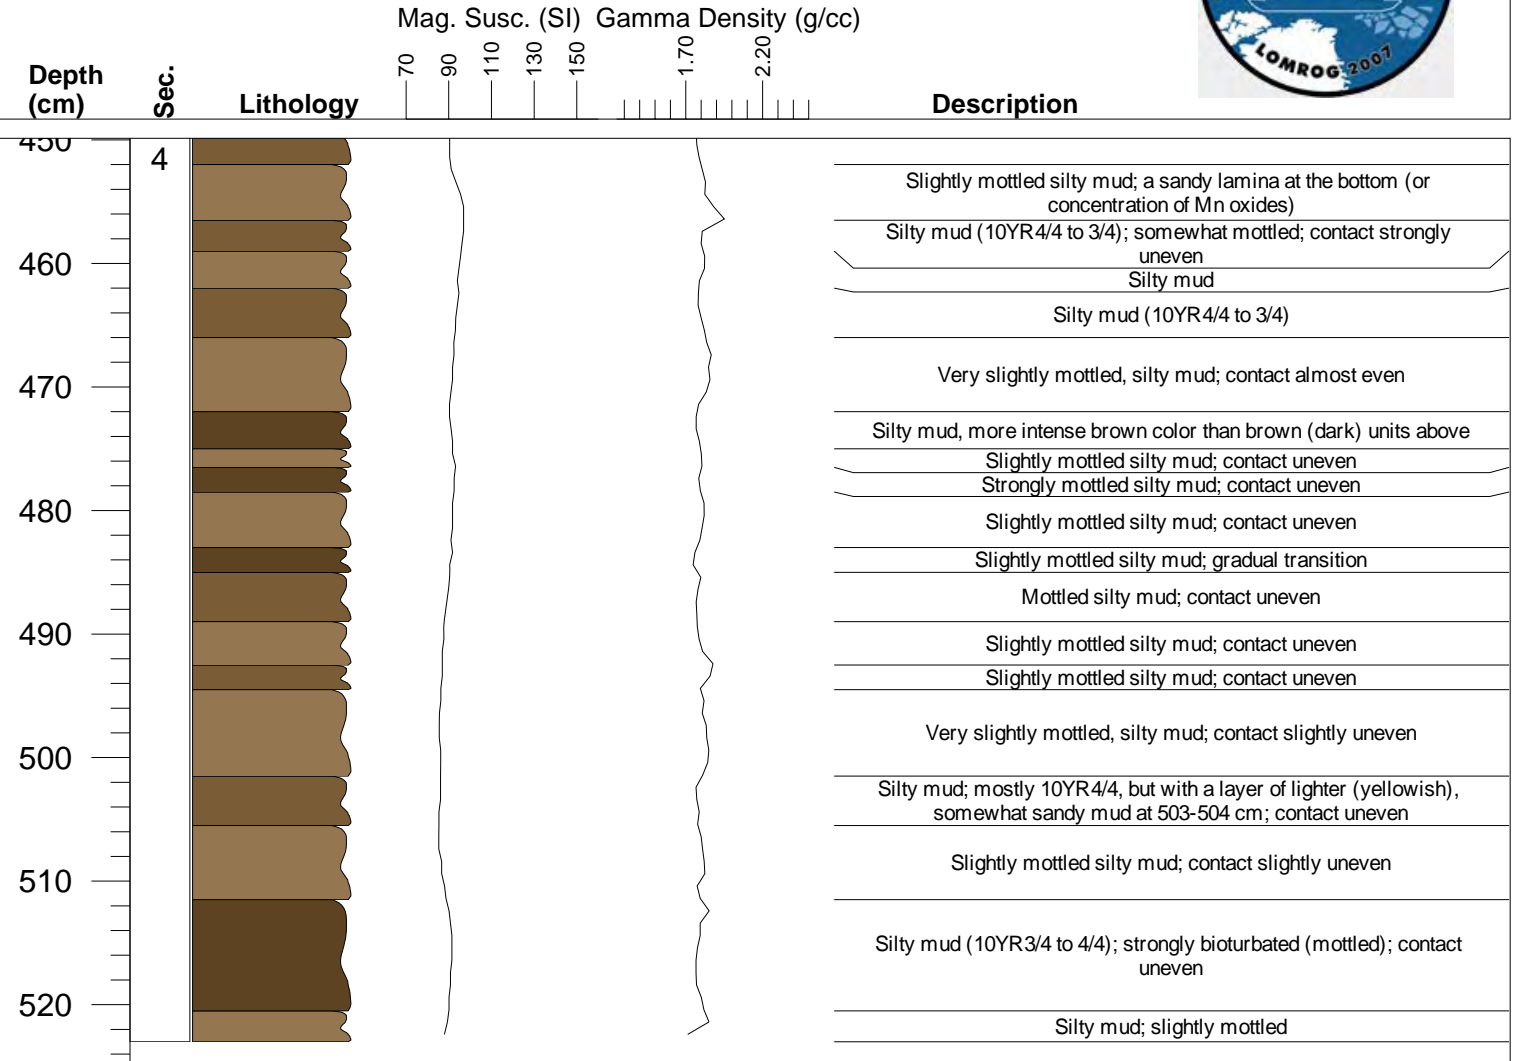 Mag. Susc. (SI) Gamma Density (g/cc)
70 90 110 130 150 1.70 2.20
LOMROG 2007
Depth
(cm)
Sec.
Lithology
Description
450
4
Slightly mottled silty mud; a sandy lamina at the bottom (or
concentration of Mn oxides)
Silty mud (10YR4/4 to 3/4); somewhat mottled; contact strongly
uneven
460
Silty mud
Silty mud (10YR4/4 to 3/4)
Very slightly mottled, silty mud; contact almost even
470
Silty mud, more intense brown color than brown (dark) units above
Slightly mottled silty mud; contact uneven
Strongly mottled silty mud; contact uneven
480
Slightly mottled silty mud; contact uneven
Slightly mottled silty mud; gradual transition
Mottled silty mud; contact uneven
490
Slightly mottled silty mud; contact uneven
Slightly mottled silty mud; contact uneven
Very slightly mottled, silty mud; contact slightly uneven
500
Silty mud; mostly 10YR4/4, but with a layer of lighter (yellowish),
somewhat sandy mud at 503-504 cm; contact uneven
Slightly mottled silty mud; contact slightly uneven
510
Silty mud (10YR3/4 to 4/4); strongly bioturbated (mottled); contact
uneven
520
Silty mud; slightly mottled